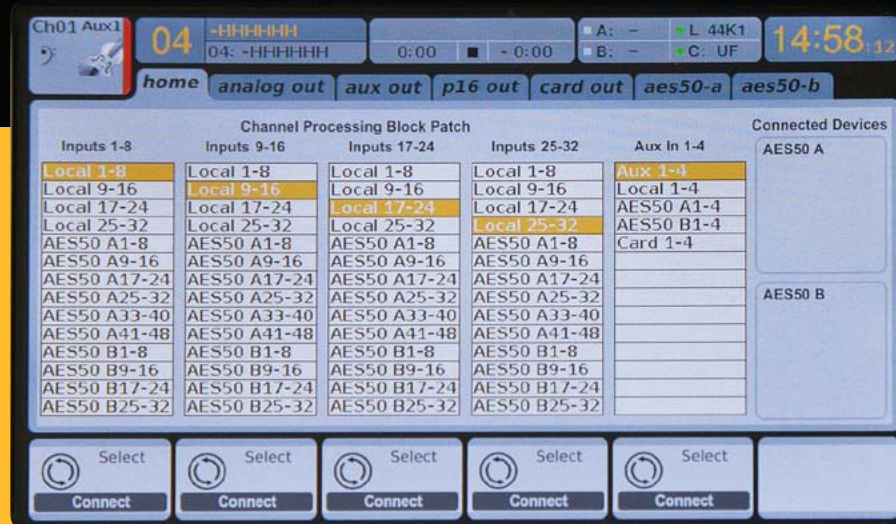 Ch01 Aux1
04
-HHHHHH
04: -HHHHHH
0:00 - 0:00
A: - L 44K1
B: - C: UF
14:58:12
home analog out aux out p16 out card out aes50-a aes50-b
Channel Processing Block Patch
Connected Devices
Inputs 1-8 Inputs 9-16 Inputs 17-24 Inputs 25-32 Aux In 1-4
AES50 A
Local 1-8 Local 1-8 Local 1-8 Local 1-8 Aux 1-4
Local 9-16 Local 9-16 Local 9-16 Local 9-16 Local 1-4
Local 17-24 Local 17-24 Local 17-24 Local 17-24 AES50 A1-4
Local 25-32 Local 25-32 Local 25-32 Local 25-32 AES50 B1-4
AES50 A1-8 AES50 A1-8 AES50 A1-8 AES50 A1-8 Card 1-4
AES50 A9-16 AES50 A9-16 AES50 A9-16 AES50 A9-16
AES50 A17-24 AES50 A17-24 AES50 A17-24 AES50 A17-24
AES50 A25-32 AES50 A25-32 AES50 A25-32 AES50 A25-32
AES50 B
AES50 A33-40 AES50 A33-40 AES50 A33-40 AES50 A33-40
AES50 A41-48 AES50 A41-48 AES50 A41-48 AES50 A41-48
AES50 B1-8 AES50 B1-8 AES50 B1-8 AES50 B1-8
AES50 B9-16 AES50 B9-16 AES50 B9-16 AES50 B9-16
AES50 B17-24 AES50 B17-24 AES50 B17-24 AES50 B17-24
AES50 B25-32 AES50 B25-32 AES50 B25-32 AES50 B25-32
Select Select Select Select Select
Connect Connect Connect Connect Connect